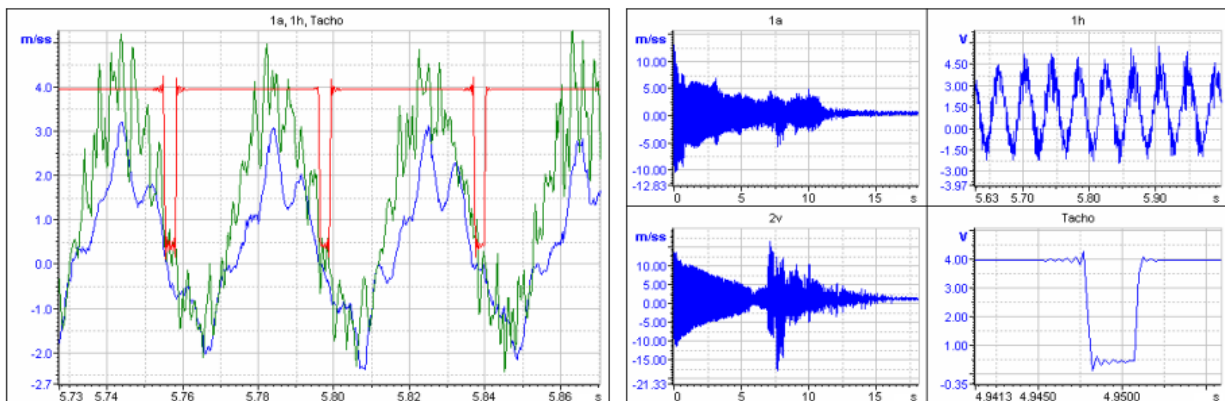 1a, 1h, Tacho
m/ss
4.0
3.0
2.0
1.0
0.0
-1.0
-2.0
-2.7
5.73 5.74 5.76 5.78 5.80 5.82 5.84 5.86 s
1a
m/ss
10.00
5.00
0.00
-5.00
-10.00
-12.83
0 5 10 15 s
1h
V
4.50
3.00
1.50
0.00
-1.50
-3.00
-3.97
5.63 5.70 5.80 5.90 s
2v
m/ss
10.00
5.00
0.00
-5.00
-10.00
-15.00
-21.33
0 5 10 15 s
Tacho
V
4.00
3.00
1.00
-0.35
4.9413 4.9450 4.9500 s